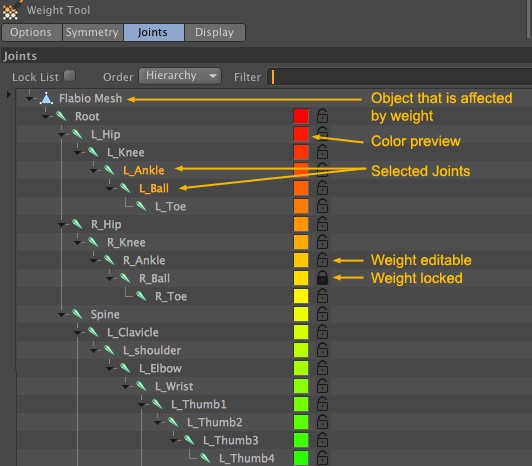 Weight Tool
Options Symmetry Joints Display
Joints
Lock List Order Hierarchy Filter
Flabio Mesh Object that is affected
by weight
Root
L_Hip Color preview
L_Knee
L_Ankle Selected Joints
L_Ball
L_Toe
R_Hip
R_Knee
R_Ankle Weight editable
R_Ball Weight locked
R_Toe
Spine
L_Clavicle
L_shoulder
L_Elbow
L_Wrist
L_Thumb1
L_Thumb2
L_Thumb3
L_Thumb4